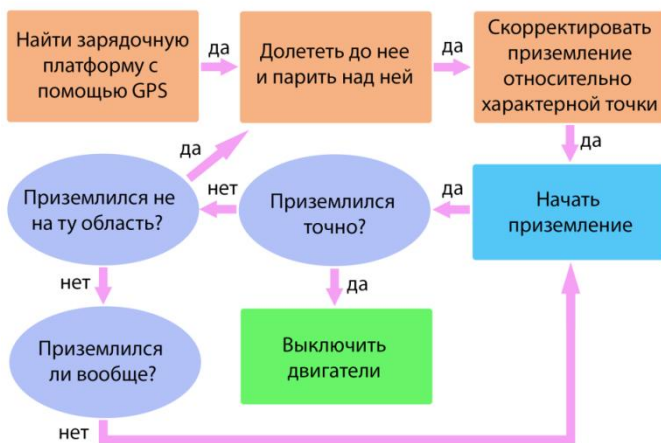 Найти зарядочную
платформу с
помощью GPS
да
Долететь до нее
и парить над ней
да
Скорректировать
приземление
относительно
характерной точки
да
Приземлился не
на ту область?
да
нет
Приземлился
точно?
да
Начать
приземление
нет
да
Приземлился
ли вообще?
Выключить
двигатели
нет